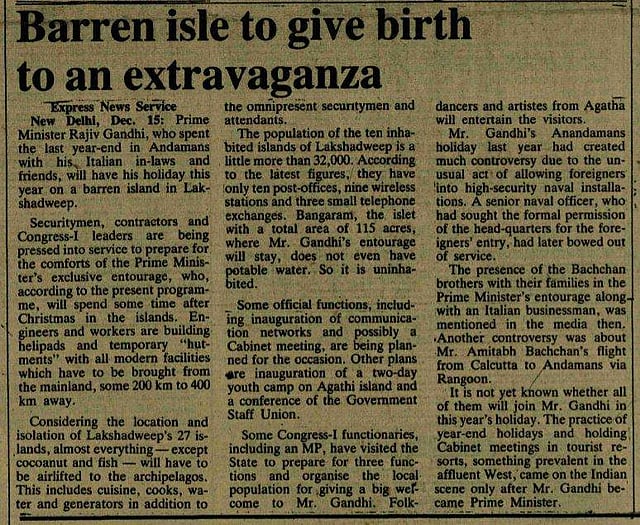 Barren isle to give birth
to an extravaganza
Express News Service
New Delhi, Dec. 15: Prime
Minister Rajiv Gandhi, who spent
the last year-end in Andamans
with his Italian in-laws and
friends, will have his holiday this
year on a barren island in Lak-
shadweep.
Securitymen, contractors and
Congress-I leaders are being
pressed into service to prepare for
the comforts of the Prime Minis-
ter's exclusive entourage, who,
according to the present program-
me, will spend some time after
Christmas in the islands. En-
gineers and workers are building
helipads and temporary "hut-
ments" with all modern facilities
which have to be brought from
the mainland, some 200 km to 400
km away.
Considering the location and
isolation of Lakshadweep's 27 is-
lands, almost everything — except
cocoanut and fish — will have to
be airlifted to the archipelagos.
This includes cuisine, cooks, wa-
ter and generators in addition to
the omnipresent securitymen and
attendants.
The population of the ten inha-
bited islands of Lakshadweep is a
little more than 32,000. According
to the latest figures, they have
only ten post-offices, nine wireless
stations and three small telephone
exchanges. Bangaram, the islet
with a total area of 115 acres,
where Mr. Gandhi's entourage
will stay, does not even have
potable water. So it is uninha-
bited.
Some official functions, includ-
ing inauguration of communica-
tion networks and possibly a
Cabinet meeting, are being plan-
ned for the occasion. Other plans
are inauguration of a two-day
youth camp on Agathi island and
a conference of the Government
Staff Union.
Some Congress-I functionaries,
including an MP, have visited the
State to prepare for three func-
tions and organise the local
population for giving a big wel-
come to Mr. Gandhi. Folk-
dancers and artistes from Agatha
will entertain the visitors.
Mr. Gandhi's Anandamans
holiday last year had created
much controversy due to the un-
usual act of allowing foreigners
into high-security naval installa-
tions. A senior naval officer, who
had sought the formal permission
of the head-quarters for the fore-
igners' entry, had later bowed out
of service.
The presence of the Bachchan
brothers with their families in the
Prime Minister's entourage along
with an Italian businessman, was
mentioned in the media then.
Another controversy was about
Mr. Amitabh Bachchan's flight
from Calcutta to Andamans via
Rangoon.
It is not yet known whether all
of them will join Mr. Gandhi in
this year's holiday. The practice of
year-end holidays and holding
Cabinet meetings in tourist re-
sorts, something prevalent in the
affluent West, came on the Indian
scene only after Mr. Gandhi be-
came Prime Minister.